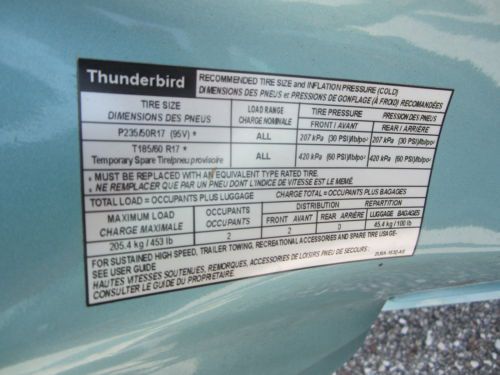 Thunderbird
RECOMMENDED TIRE SIZE and INFLATION PRESSURE (COLD)
DIMENSIONS DES PNEUS et PRESSIONS DE GONFLAGE (À FROID) RECOMANDÉES
TIRE SIZE
DIMENSIONS DES PNEUS
LOAD RANGE
CHARGE NOMINALE
TIRE PRESSURE PRESSION DES PNEUS
FRONT / AVANT REAR / ARRIÈRE
P235/50R17 (95V) * ALL 207 kPa (30 PSI/lb/po²) 207 kPa (30 PSI/lb/po²)
T185/60 R17 *
Temporary Spare Tire/pneu provisoire
ALL 420 kPa (60 PSI/lb/po²) 420 kPa (60 PSI/lb/po²)
* MUST BE REPLACED WITH AN EQUIVALENT TYPE RATED TIRE.
* NE REMPLACER QUE PAR UN PNEU DONT L'INDICE DE VITESSE EST LE MEME.
TOTAL LOAD = OCCUPANTS PLUS LUGGAGE CHARGE TOTALE = OCCUPANTS PLUS BAGAGES
MAXIMUM LOAD
CHARGE MAXIMALE
205.4 kg / 453 lb
OCCUPANTS
OCCUPANTS
2
DISTRIBUTION RÉPARTITION
FRONT AVANT REAR ARRIÈRE LUGGAGE BAGAGES
2 0 45.4 kg / 100 lb
FOR SUSTAINED HIGH SPEED, TRAILER TOWING, RECREATIONAL ACCESSORIES AND SPARE TIRE USAGE-
SEE USER GUIDE
HAUTES VITESSES SOUTENUES, REMORQUES, ACCESSOIRES DE LOISIRS PNEU DE SECOURS:
CONSULTER LE GUIDE DU PROPRIÉTAIRE.